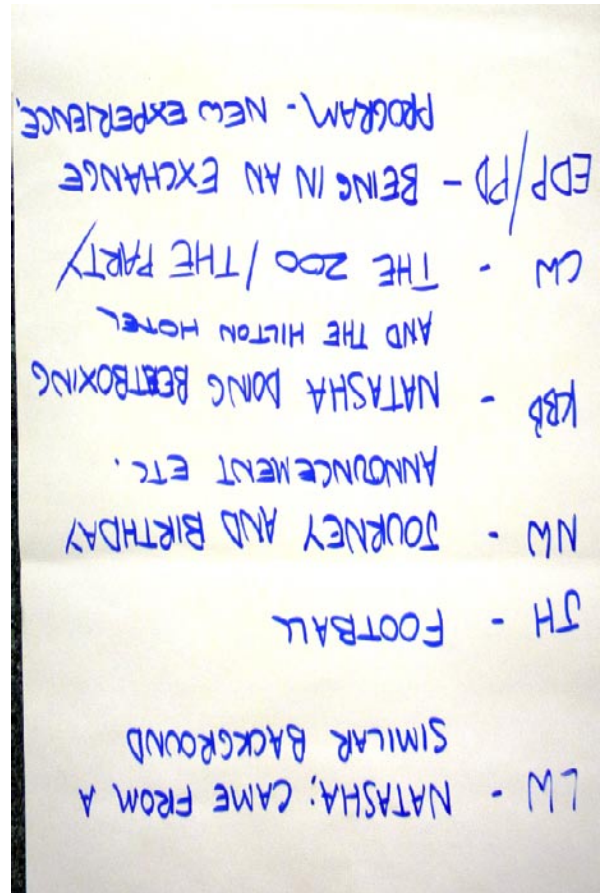 LW - NATASHA; CAME FROM A
SIMILAR BACKGROUND
JH - FOOTBALL
NW - JOURNEY AND BIRTHDAY
ANNOUNCEMENT ETC.
KBB - NATASHA DOING BEATBOXING
AND THE HILTON HOTEL
CW - THE ZOO / THE PARTY
EDP/PD - BEING IN AN EXCHANGE
PROGRAM - NEW EXPERIENCE.